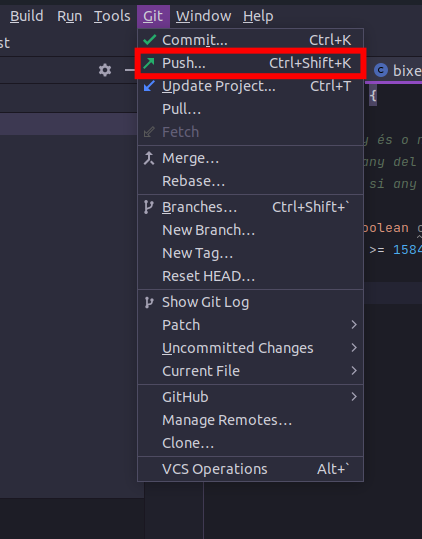 Build Run Tools Git Window Help
st
Commit... Ctrl+K
Push... Ctrl+Shift+K
bixe
Update Project... Ctrl+T
{
Pull...
Fetch
y és o n
any del
Merge...
Rebase...
si any
Branches... Ctrl+Shift+`
New Branch...
oolean
New Tag...
>= 1584
Reset HEAD...
Show Git Log
Patch
Uncommitted Changes
Current File
GitHub
Manage Remotes...
Clone...
VCS Operations Alt+`